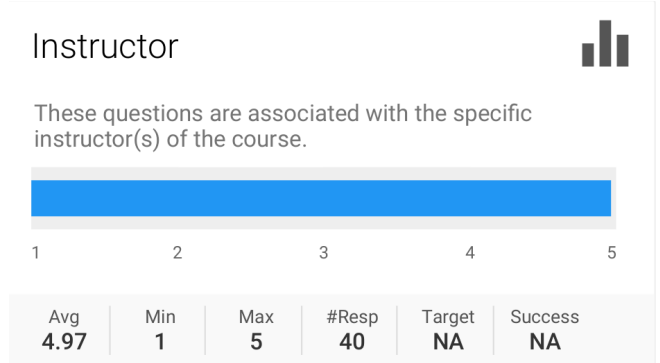 Instructor
These questions are associated with the specific
instructor(s) of the course.
1 2 3 4 5
Avg Min Max #Resp Target Success
4.97 1 5 40 NA NA